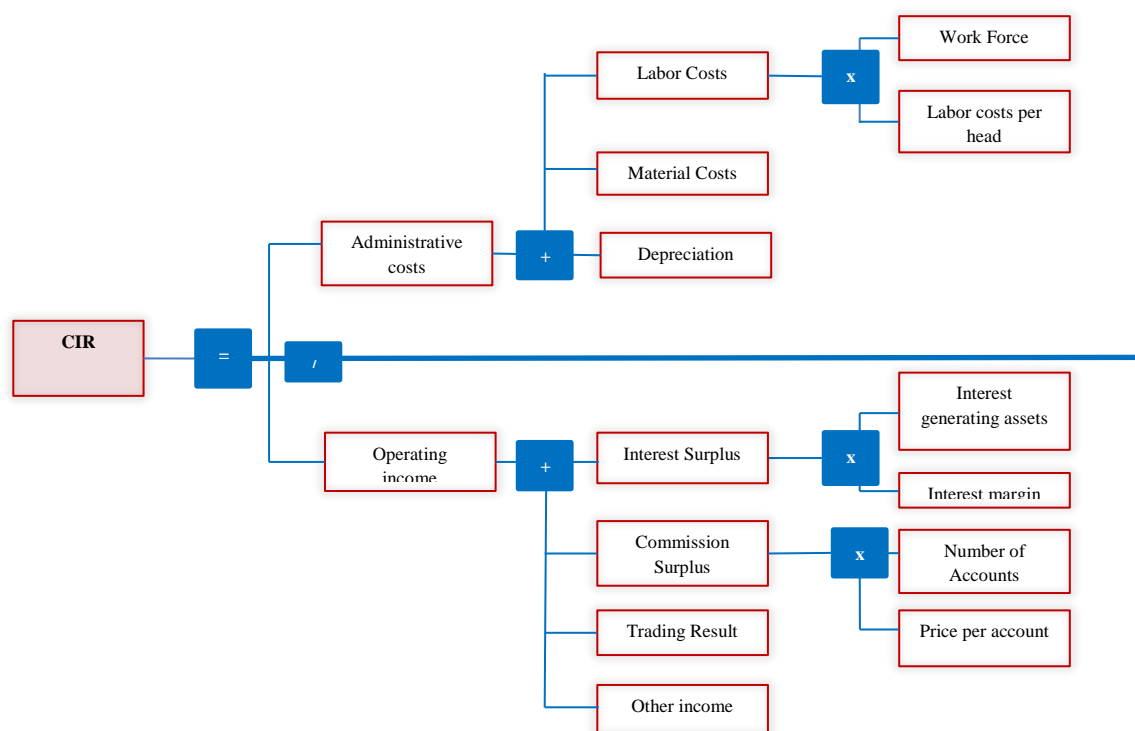 Work Force
Labor Costs
x
Labor costs per
head
Material Costs
Administrative
costs
+
Depreciation
CIR
=
/
Interest
generating assets
Operating
income
+
Interest Surplus
x
Interest margin
Commission
Surplus
x
Number of
Accounts
Trading Result
Price per account
Other income